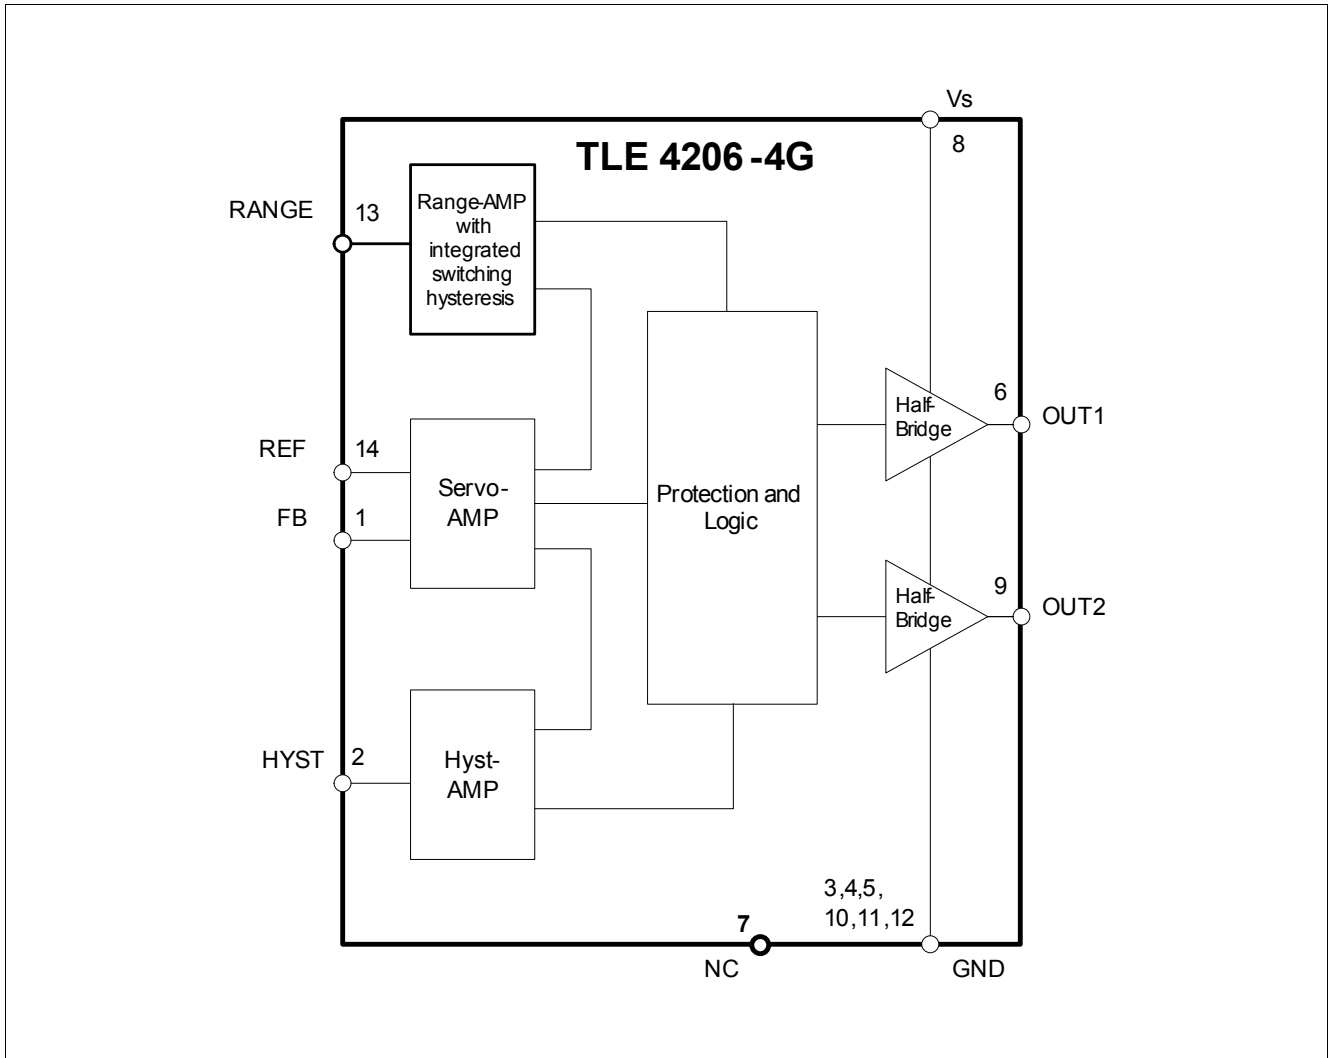 Vs
8
TLE 4206-4G
RANGE
13
Range-AMP
with
integrated
switching
hysteresis
REF
14
FB
1
Servo-
AMP
Protection and
Logic
Half-
Bridge
6
OUT1
Half-
Bridge
9
OUT2
HYST
2
Hyst-
AMP
3,4,5,
10,11,12
7
NC
GND